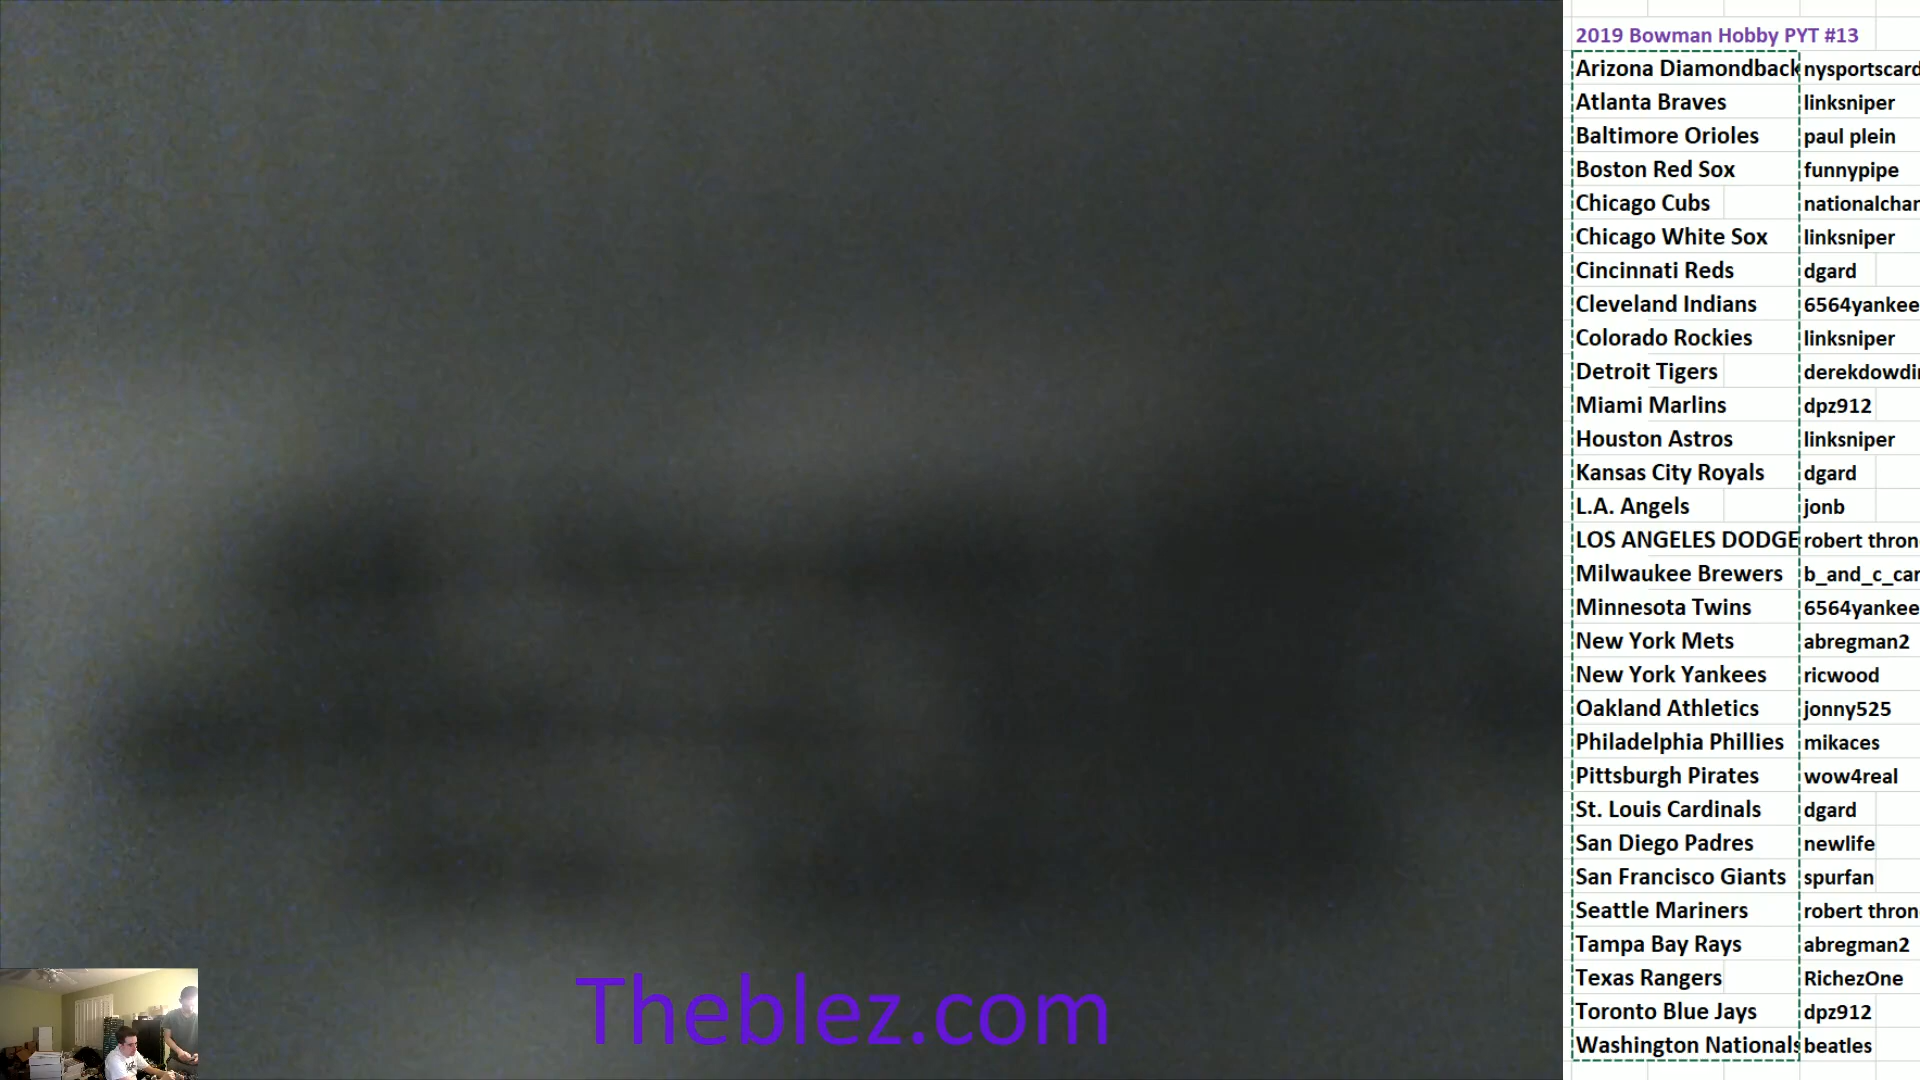 2019 Bowman Hobby PYT #13
Arizona Diamondback nysportscard
Atlanta Braves linksniper
Baltimore Orioles paul plein
Boston Red Sox funnypipe
Chicago Cubs nationalchar
Chicago White Sox linksniper
Cincinnati Reds dgard
Cleveland Indians 6564yankee
Colorado Rockies linksniper
Detroit Tigers derekdowdin
Miami Marlins dpz912
Houston Astros linksniper
Kansas City Royals dgard
L.A. Angels jonb
LOS ANGELES DODGE robert thron
Milwaukee Brewers b_and_c_car
Minnesota Twins 6564yankee
New York Mets abregman2
New York Yankees ricwood
Oakland Athletics jonny525
Philadelphia Phillies mikaces
Pittsburgh Pirates wow4real
St. Louis Cardinals dgard
San Diego Padres newlife
San Francisco Giants spurfan
Seattle Mariners robert thron
Tampa Bay Rays abregman2
Texas Rangers RichezOne
Toronto Blue Jays dpz912
Washington Nationals beatles
Theblez.com